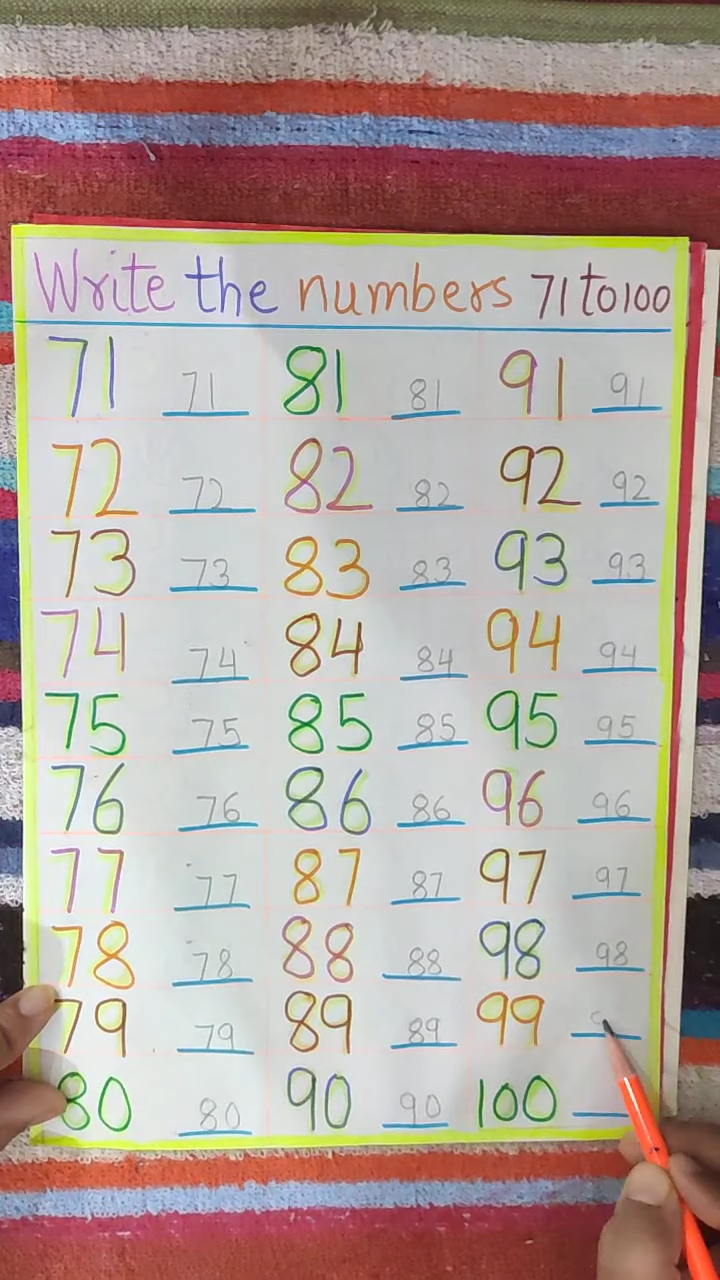 Write the numbers 71 to 100
71 71 81 81 91 91
72 72 82 82 92 92
73 73 83 83 93 93
74 74 84 84 94 94
75 75 85 85 95 95
76 76 86 86 96 96
77 77 87 87 97 97
78 78 88 88 98 98
79 79 89 89 99
80 80 90 90 100